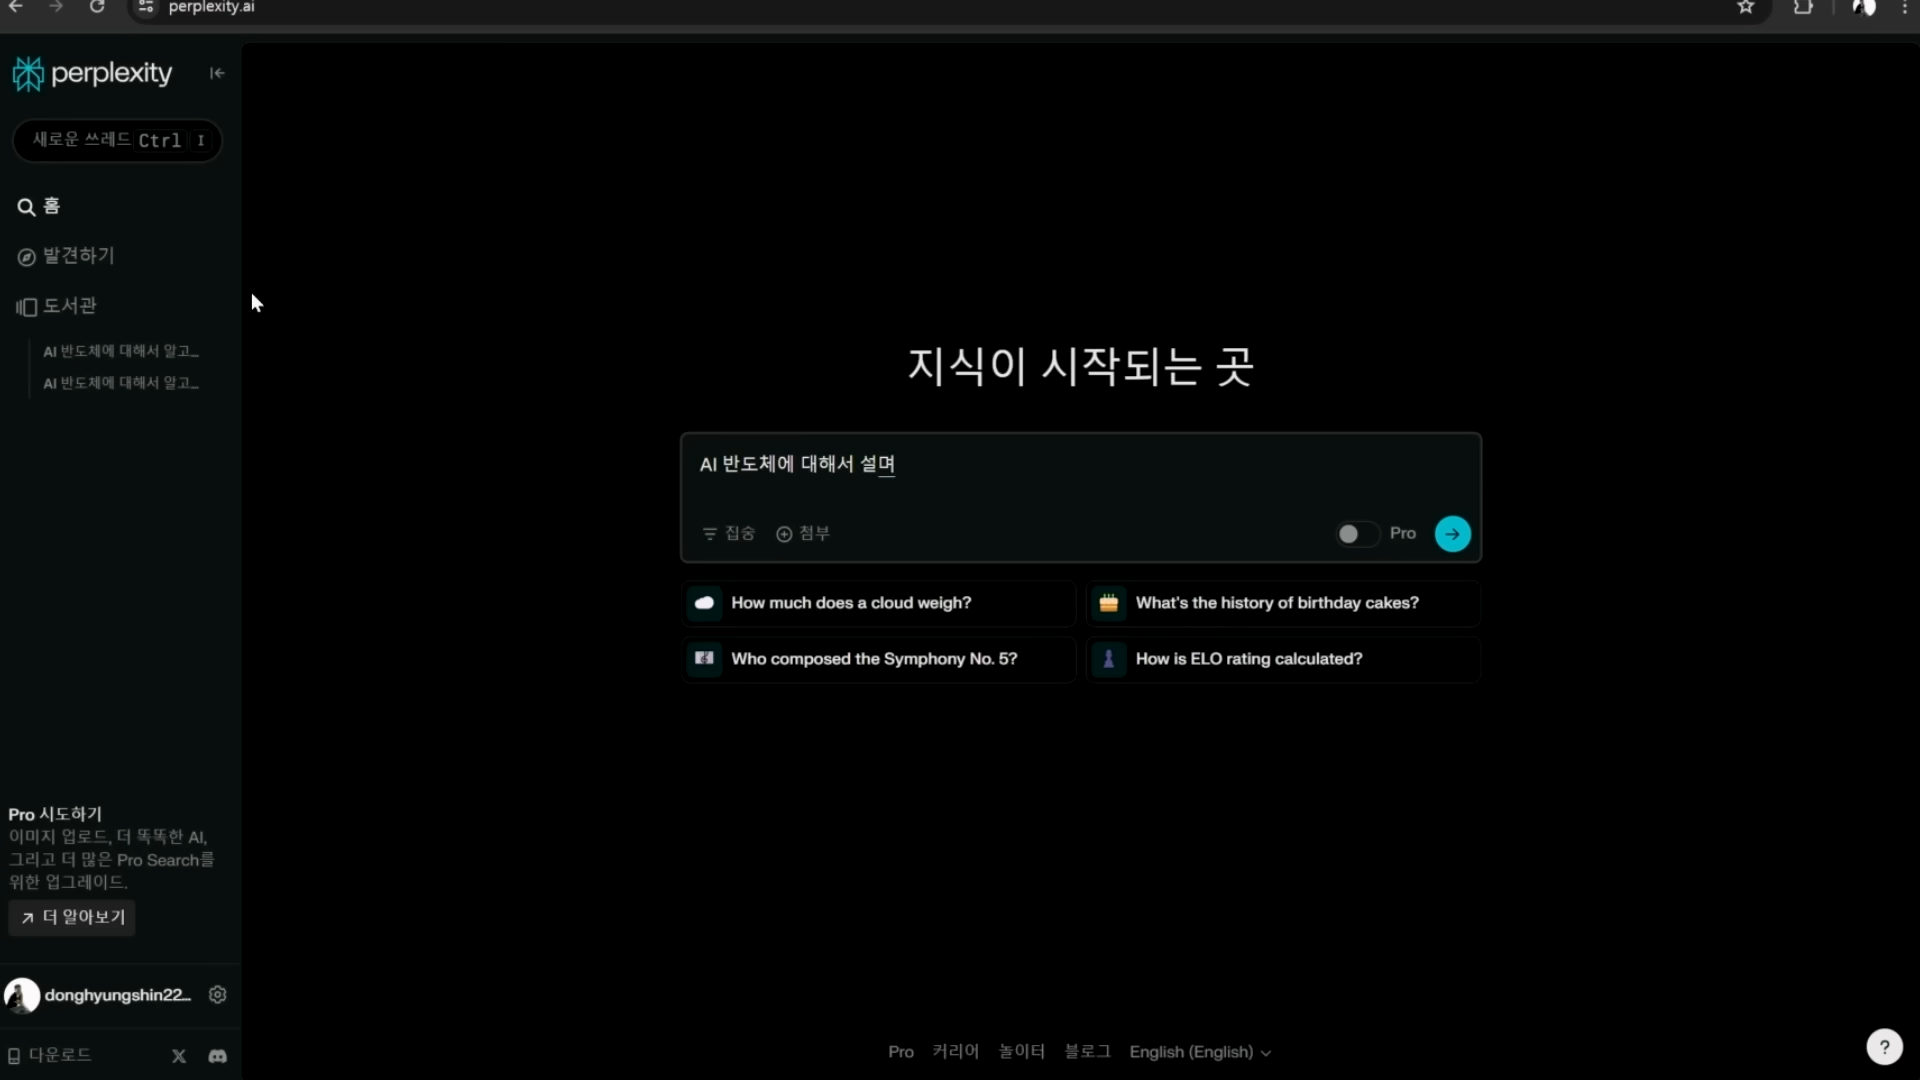 perplexity.ai
perplexity
새로운 쓰레드 Ctrl I
홈
발견하기
도서관
AI 반도체에 대해서 알고...
AI 반도체에 대해서 알고...
지식이 시작되는 곳
AI 반도체에 대해서 설며
집중 첨부 Pro
How much does a cloud weigh? What's the history of birthday cakes?
Who composed the Symphony No. 5? How is ELO rating calculated?
Pro 시도하기
이미지 업로드, 더 똑똑한 AI,
그리고 더 많은 Pro Search를
위한 업그레이드.
더 알아보기
donghyungshin22...
다운로드
Pro 커리어 놀이터 블로그 English (English)
?